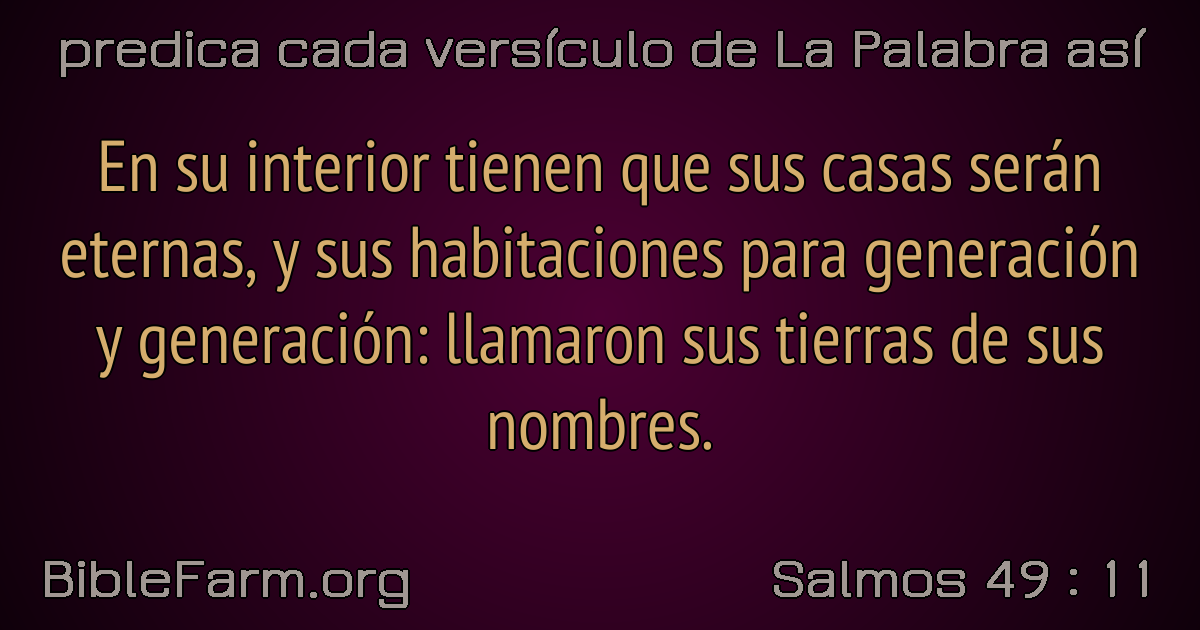 predica cada versículo de La Palabra así
En su interior tienen que sus casas serán
eternas, y sus habitaciones para generación
y generación: llamaron sus tierras de sus
nombres.
BibleFarm.org
Salmos 49 : 11